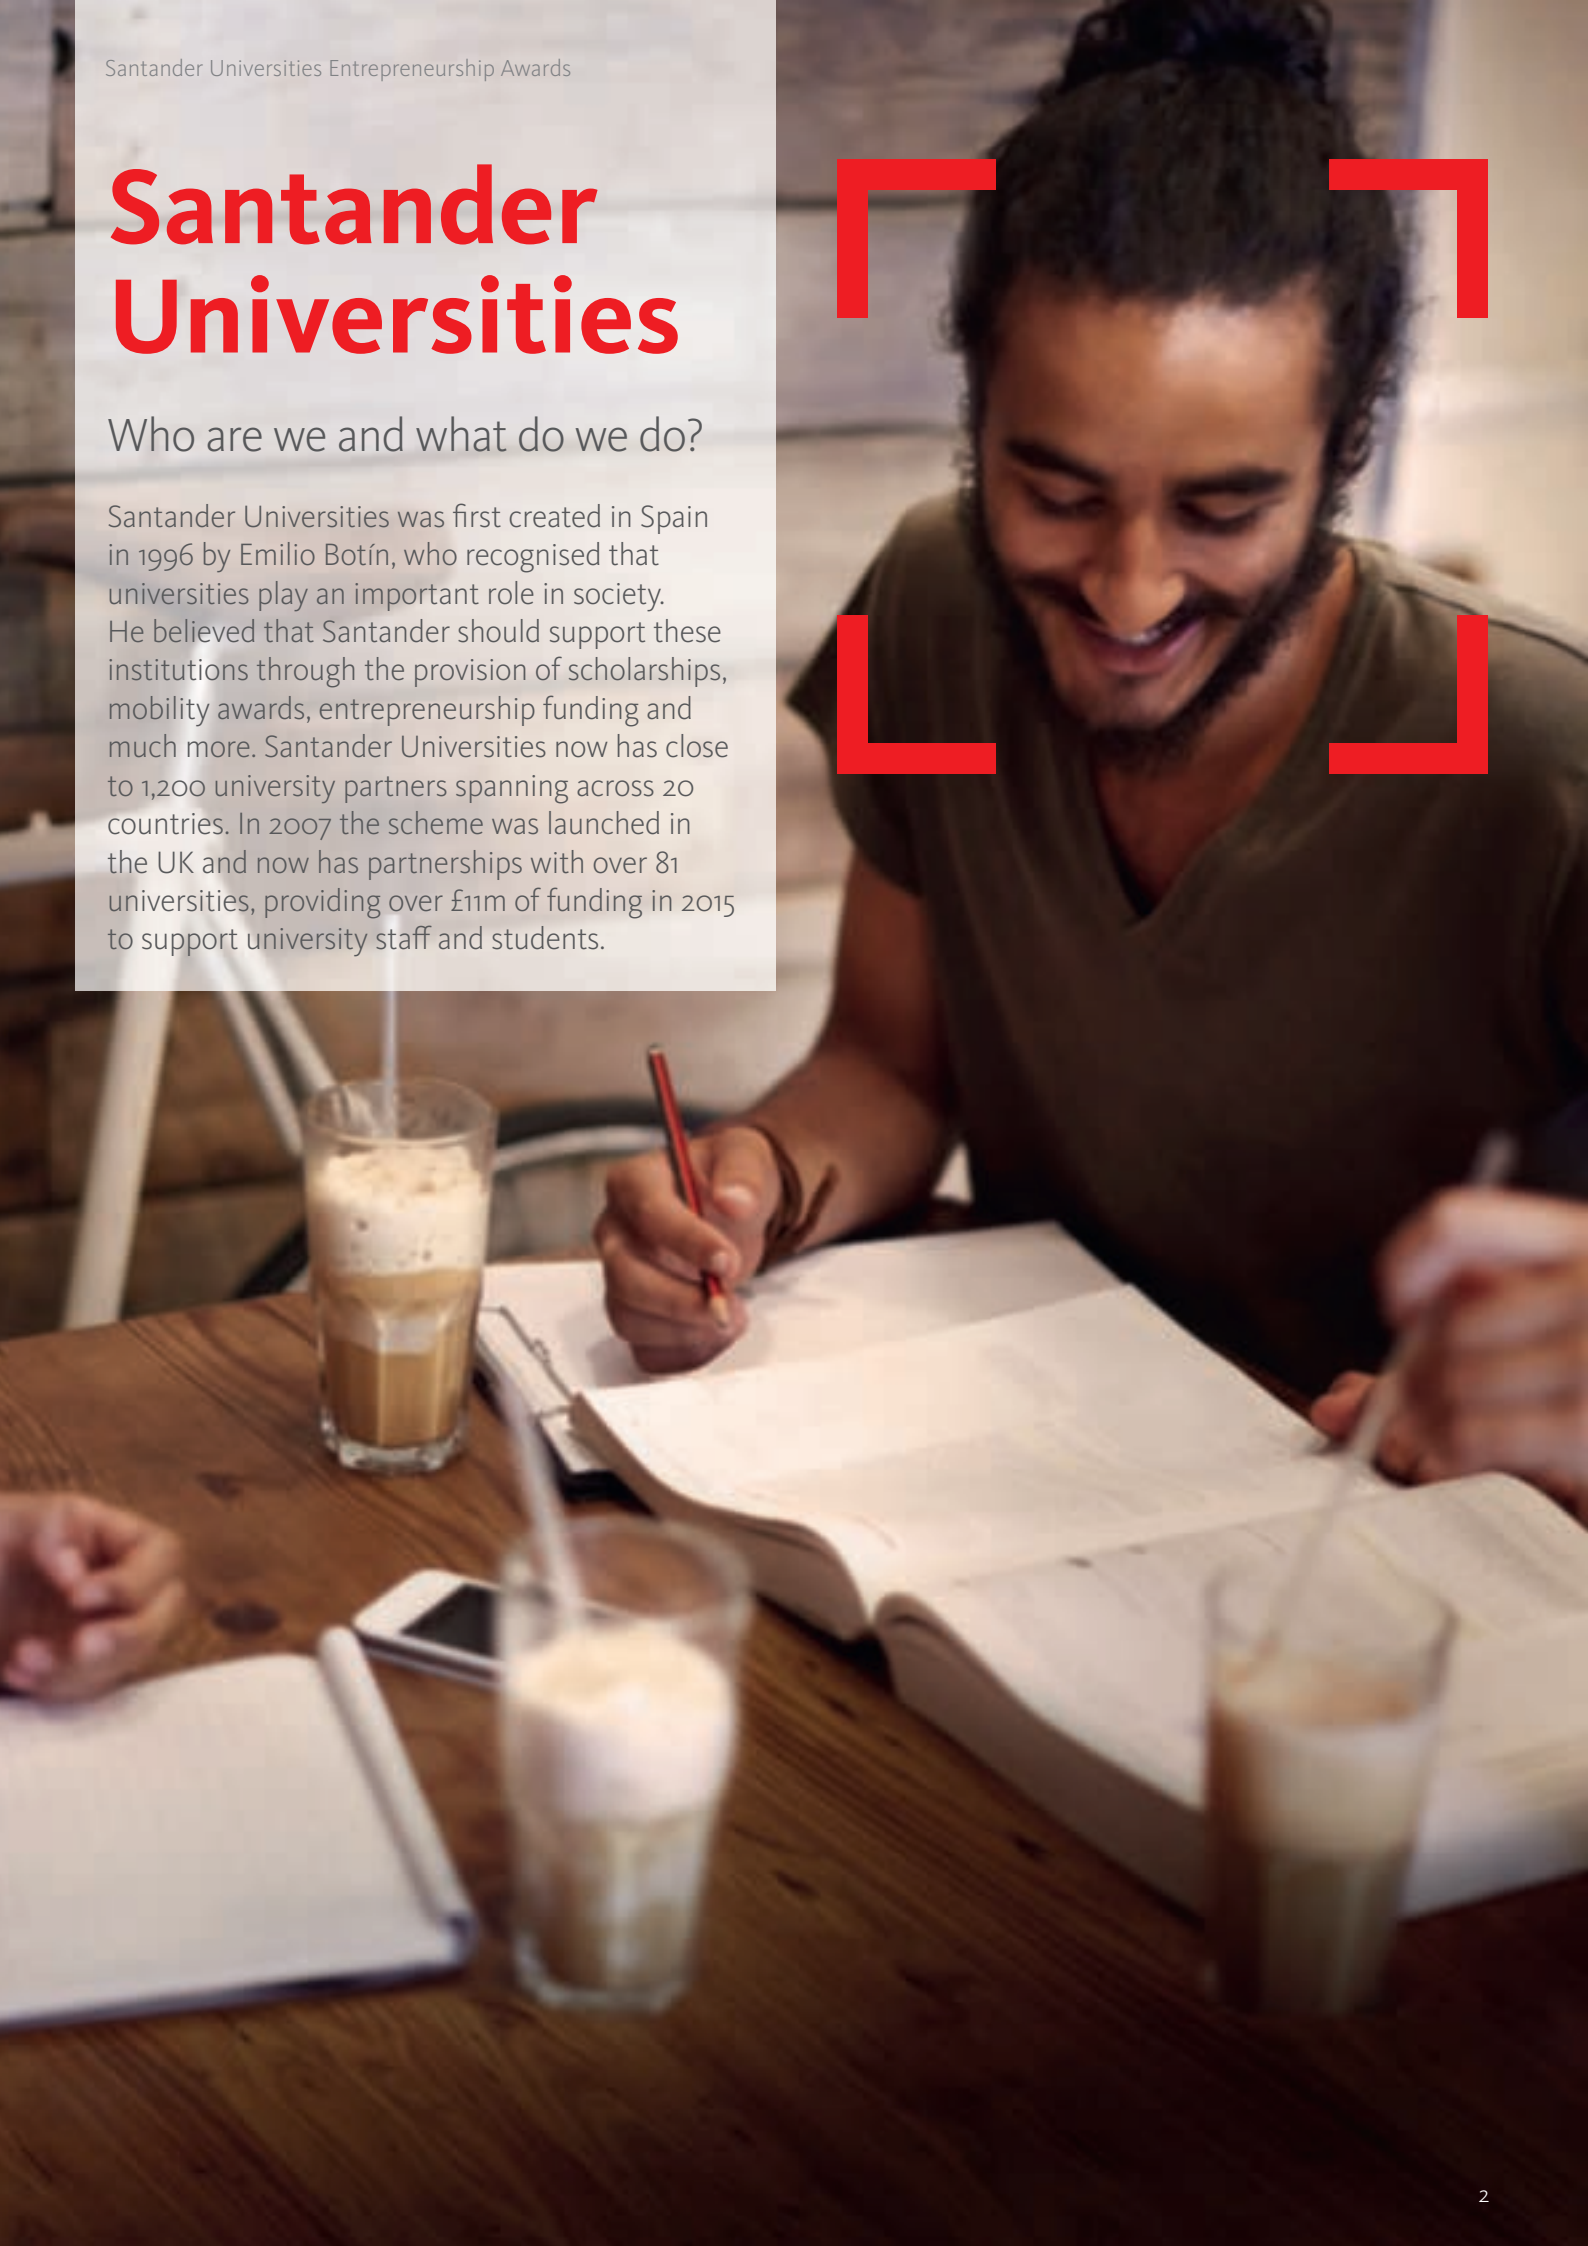 Santander Universities Entrepreneurship Awards
Santander
Universities
Who are we and what do we do?
Santander Universities was first created in Spain
in 1996 by Emilio Botín, who recognised that
universities play an important role in society.
He believed that Santander should support these
institutions through the provision of scholarships,
mobility awards, entrepreneurship funding and
much more. Santander Universities now has close
to 1,200 university partners spanning across 20
countries. In 2007 the scheme was launched in
the UK and now has partnerships with over 81
universities, providing over £11m of funding in 2015
to support university staff and students.
2